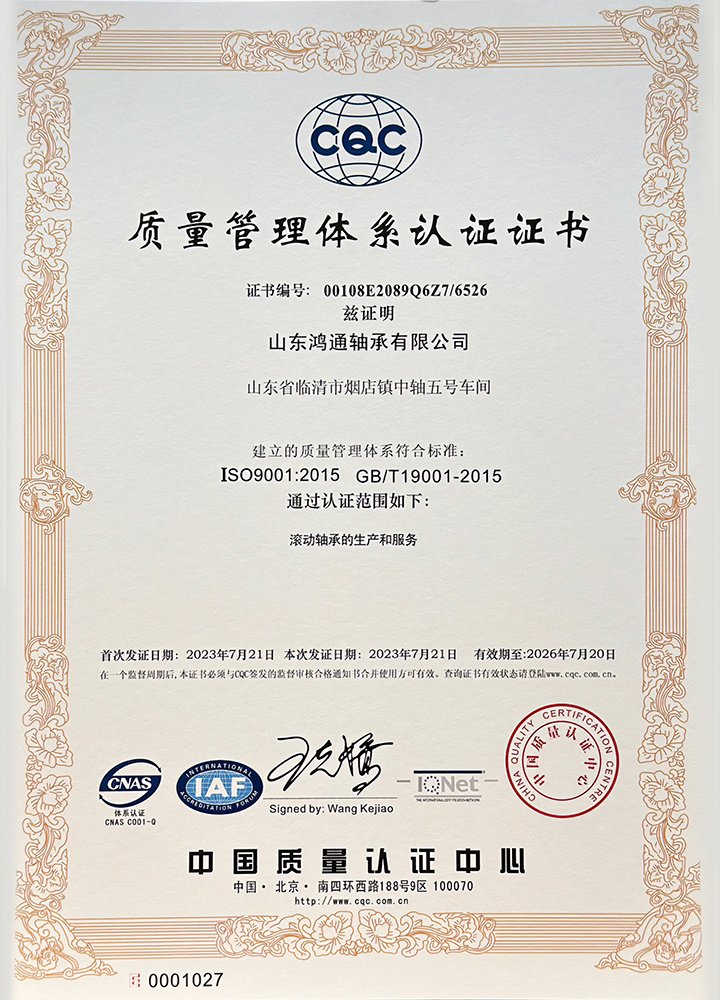 CQC
质量管理体系认证证书
证书编号: 00108E2089Q6Z7/6526
兹证明
山东鸿通轴承有限公司
山东省临清市烟店镇中轴五号车间
建立的质量管理体系符合标准:
ISO9001:2015 GB/T19001-2015
通过认证范围如下:
滚动轴承的生产和服务
首次发证日期: 2023年7月21日 本次发证日期: 2023年7月21日 有效期至:2026年7月20日
在一个监督周期后,本证书必须与CQC签发的监督审核合格通知书合并使用方可有效。查询证书有效状态请登陆www.cqc.com.cn。
CNAS
体系认证
CNAS C001-Q
INTERNATIONAL
IAF
ACCREDITATION FORUM
Signed by: Wang Kejiao
IQNet
THE INTERNATIONAL CERTIFICATION NETWORK
CHINA QUALITY CERTIFICATION CENTRE
中国质量认证中心
中国质量认证中心
中国·北京·南四环西路188号9区 100070
http://www.cqc.com.cn
0001027